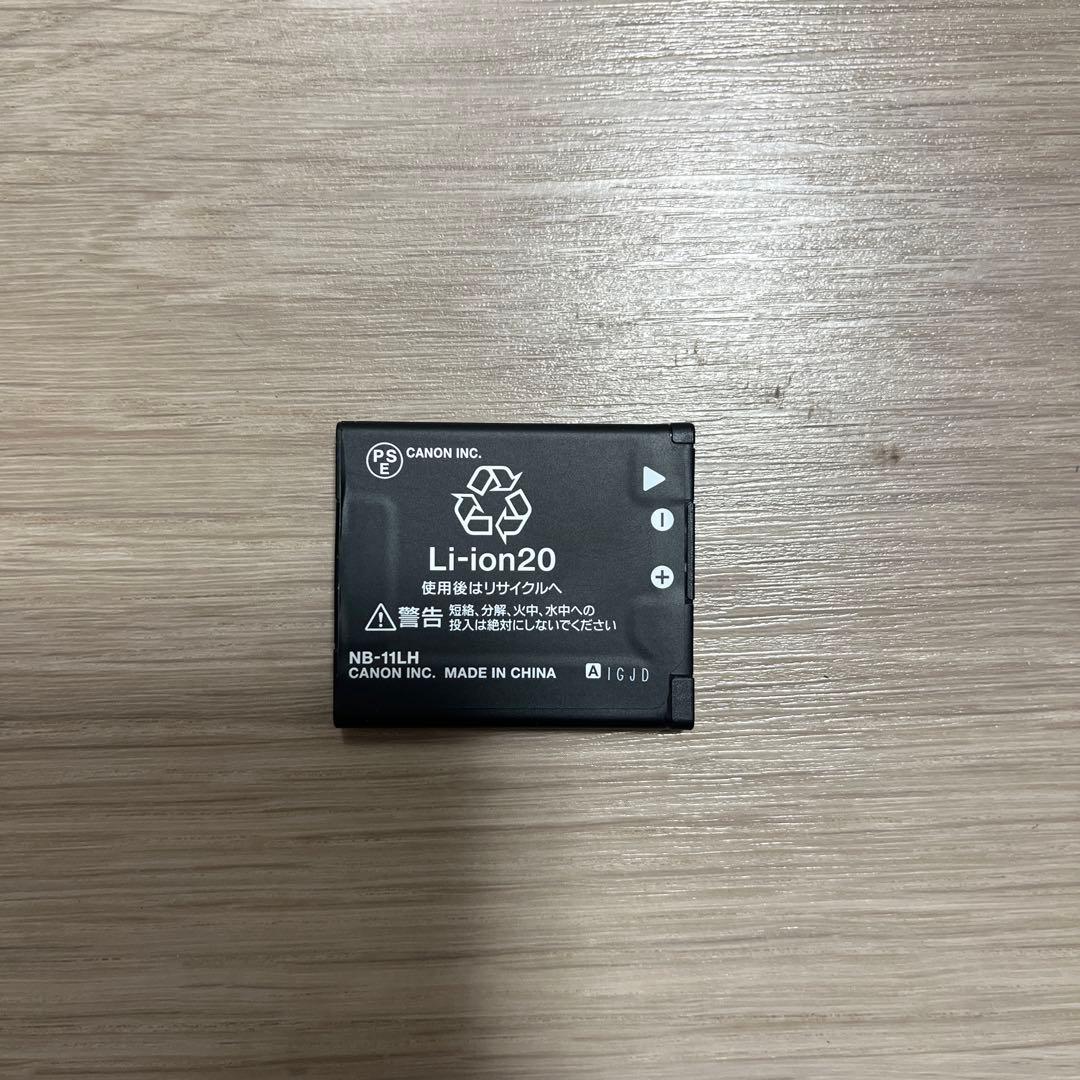 PSE CANON INC.
Li-ion20
使用後はリサイクルへ
警告 短絡、分解、火中、水中への
投入は絶対にしないでください
NB-11LH
CANON INC. MADE IN CHINA A IGJD